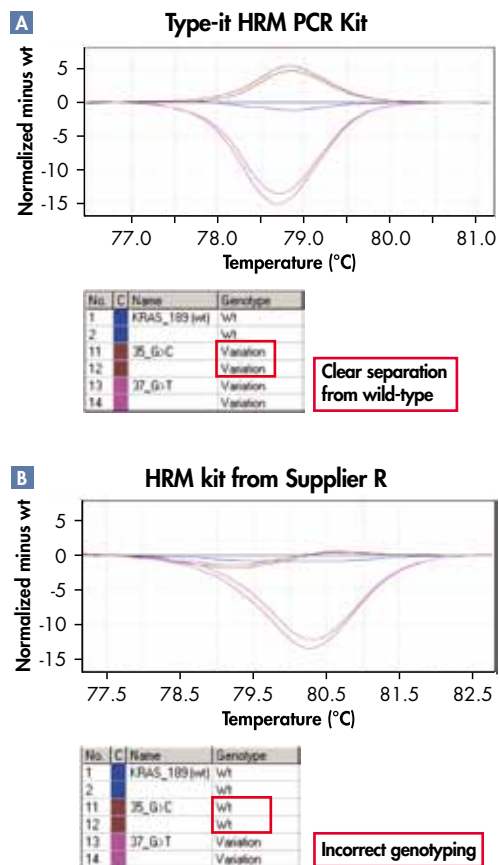 A
Type-it HRM PCR Kit
Normalized minus wt
5
0
-5
-10
-15
77.0 78.0 79.0 80.0 81.0
Temperature (°C)
No. C Name Genotype
1 KRAS_189 (wt) Wt
2 Wt
11 35_G>C Variation
12 Variation
13 37_G>T Variation
14 Variation
Clear separation
from wild-type
B
HRM kit from Supplier R
Normalized minus wt
5
0
-5
-10
-15
77.5 78.5 79.5 80.5 81.5 82.5
Temperature (°C)
No. C Name Genotype
1 KRAS_189 (wt) Wt
2 Wt
11 35_G>C Wt
12 Wt
13 37_G>T Variation
14 Variation
Incorrect genotyping